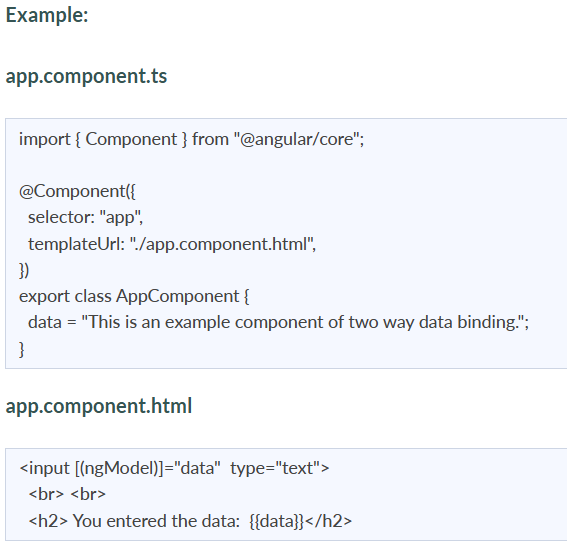 Example:
app.component.ts
import { Component } from "@angular/core";
@Component({
selector: "app",
templateUrl: "./app.component.html",
})
export class AppComponent {
data = "This is an example component of two way data binding.";
}
app.component.html
<input [(ngModel)]="data"  type="text">
<br> <br>
<h2> You entered the data:  {{data}}</h2>